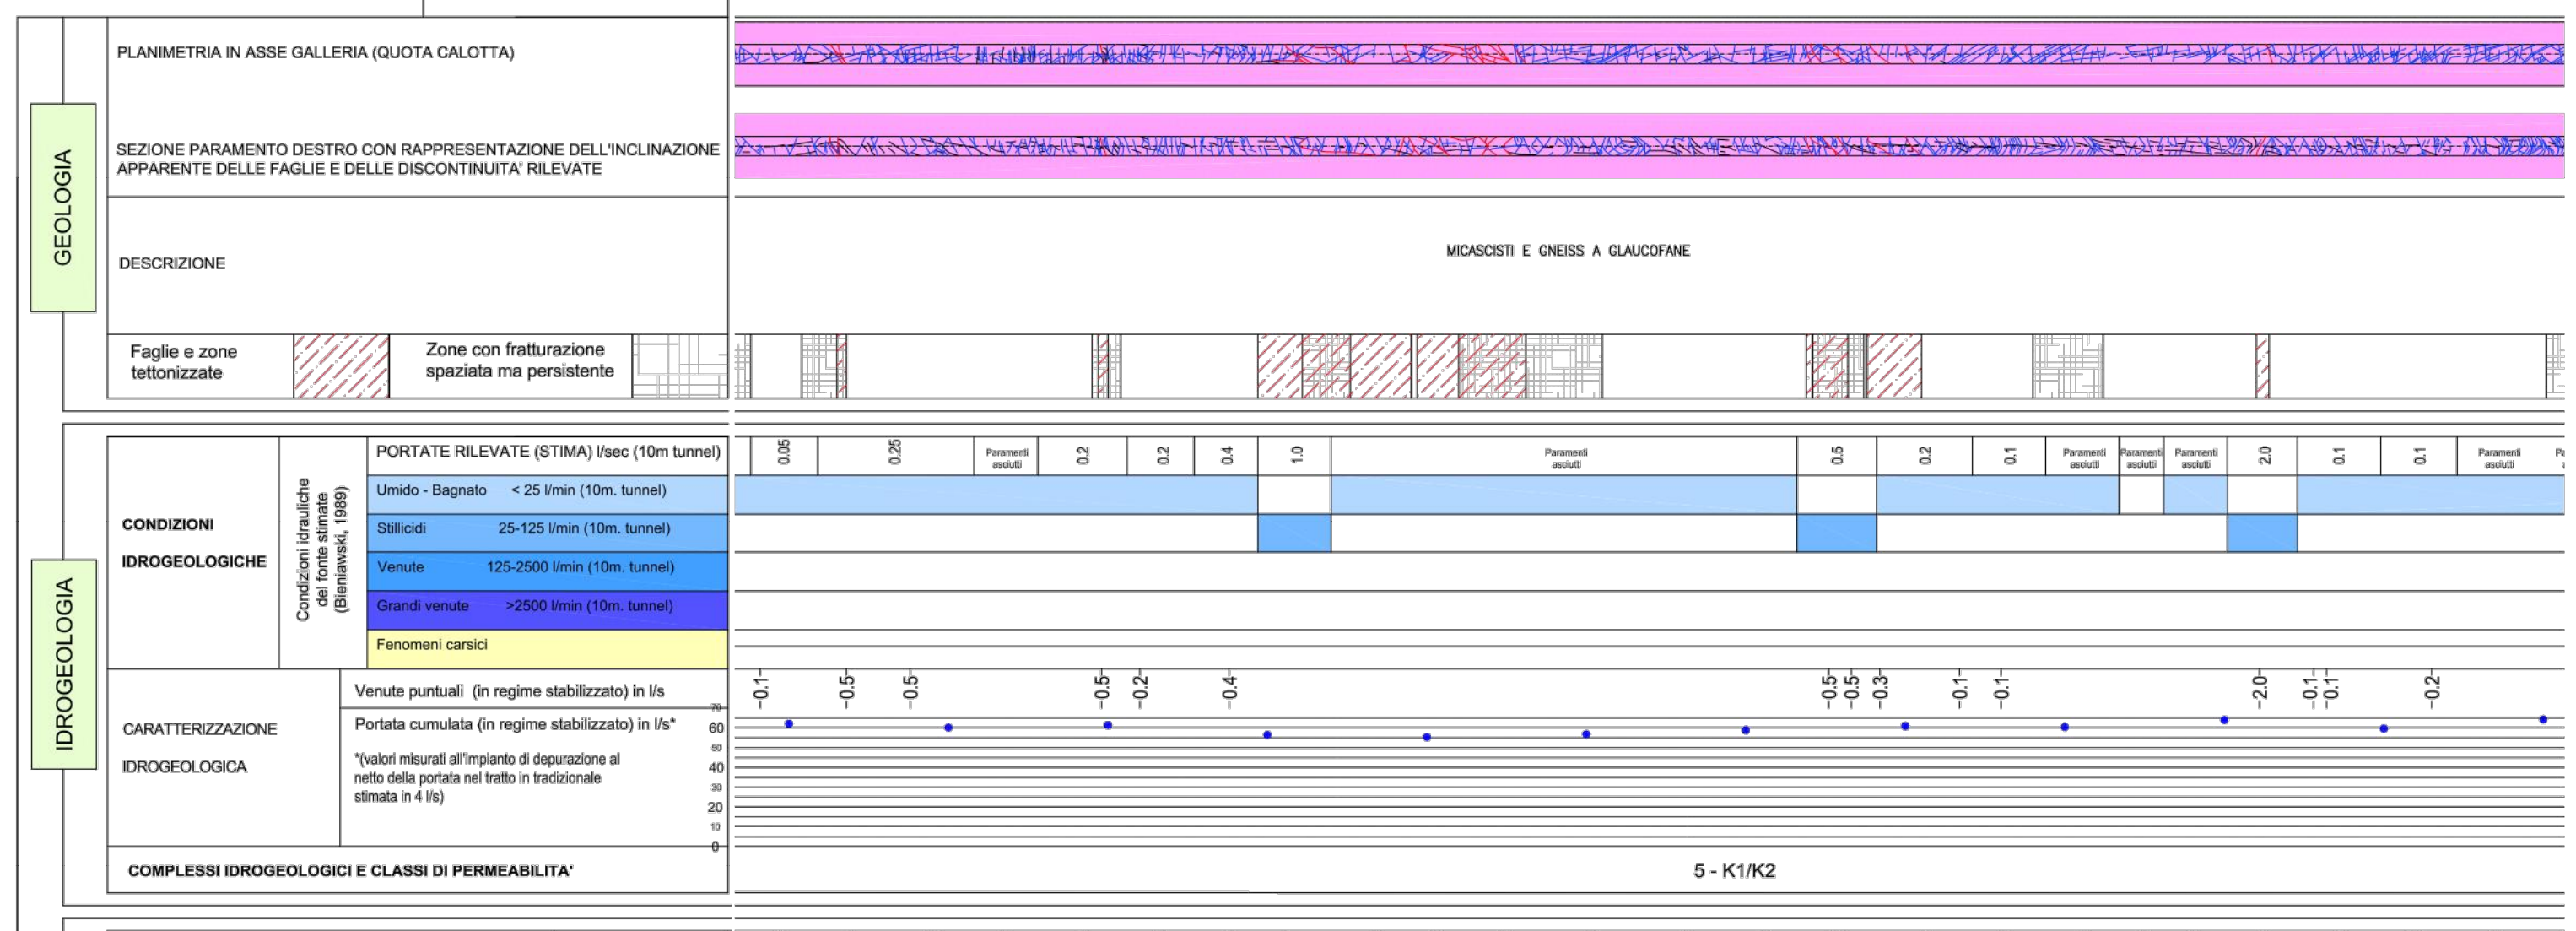 PLANIMETRIA IN ASSE GALLERIA (QUOTA CALOTTA)
GEOLOGIA
SEZIONE PARAMENTO DESTRO CON RAPPRESENTAZIONE DELL'INCLINAZIONE
APPARENTE DELLE FAGLIE E DELLE DISCONTINUITA' RILEVATE
DESCRIZIONE
MICASCISTI E GNEISS A GLAUCOFANE
Faglie e zone
tettonizzate
Zone con fratturazione
spaziata ma persistente
IDROGEOLOGIA
CONDIZIONI
IDROGEOLOGICHE
Condizioni idrauliche
del fonte stimate
(Bieniawski, 1989)
PORTATE RILEVATE (STIMA) l/sec (10m tunnel)
0.05
0.25
Paramenti
asciutti
0.2
0.2
0.4
1.0
Paramenti
asciutti
0.5
0.2
0.1
Paramenti
asciutti
Paramenti
asciutti
Paramenti
asciutti
2.0
0.1
0.1
Paramenti
asciutti
Umido - Bagnato < 25 l/min (10m. tunnel)
Stillicidi 25-125 l/min (10m. tunnel)
Venute 125-2500 l/min (10m. tunnel)
Grandi venute >2500 l/min (10m. tunnel)
Fenomeni carsici
CARATTERIZZAZIONE
IDROGEOLOGICA
Venute puntuali (in regime stabilizzato) in l/s
-0.1-
-0.5-
-0.5-
-0.5-
-0.2-
-0.4-
-0.5-
-0.5-
-0.3-
-0.1-
-0.1-
-2.0-
-0.1-
-0.1-
-0.2-
Portata cumulata (in regime stabilizzato) in l/s*
*(valori misurati all'impianto di depurazione al
netto della portata nel tratto in tradizionale
stimata in 4 l/s)
70
60
50
40
30
20
10
0
COMPLESSI IDROGEOLOGICI E CLASSI DI PERMEABILITA'
5 - K1/K2